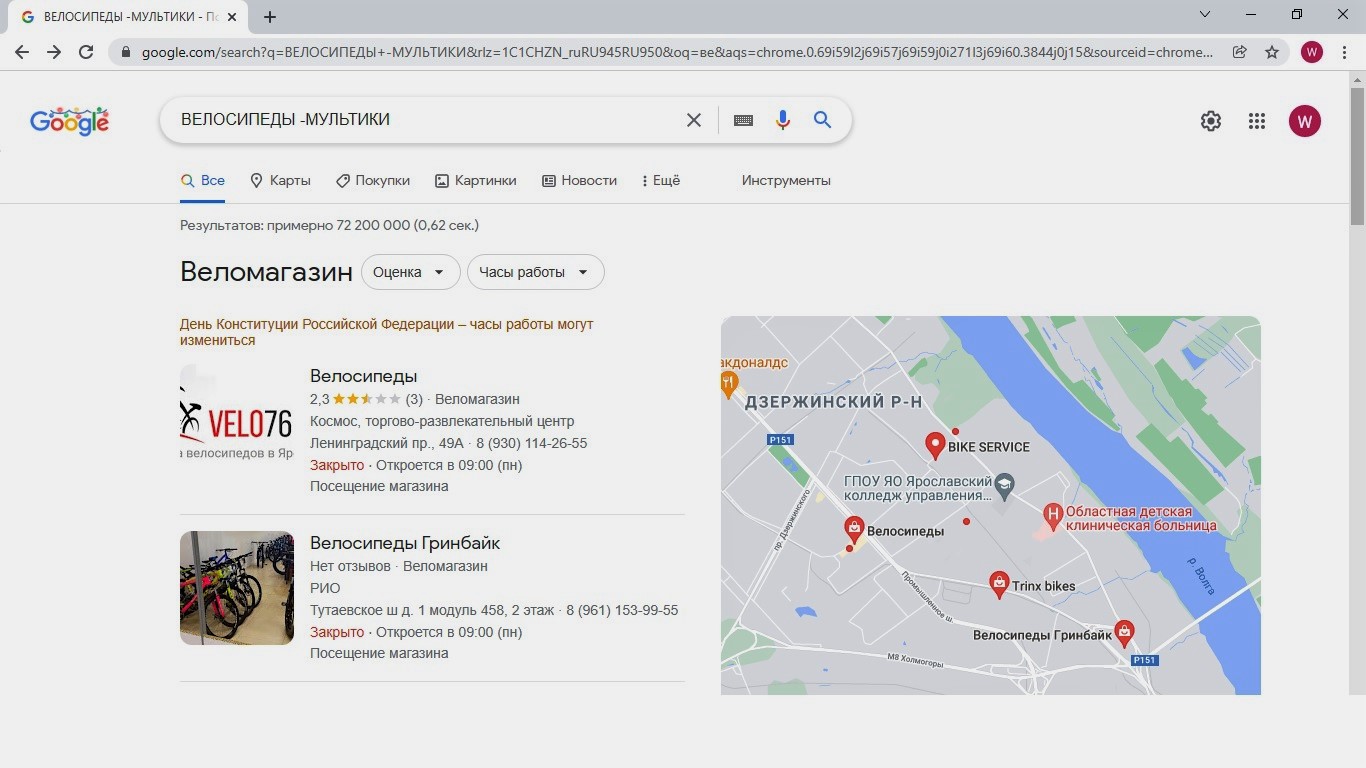 ВЕЛОСИПЕДЫ -МУЛЬТИКИ - По
google.com/search?q=ВЕЛОСИПЕДЫ+-МУЛЬТИКИ&rlz=1C1CHZN_ruRU945RU950&oq=ве&aqs=chrome.0.69i59l2j69i57j69i59j0i271l3j69i60.3844j0j15&sourceid=chrome...
W
Google
ВЕЛОСИПЕДЫ -МУЛЬТИКИ
W
Все
Карты
Покупки
Картинки
Новости
Ещё
Инструменты
Результатов: примерно 72 200 000 (0,62 сек.)
Веломагазин
Оценка
Часы работы
День Конституции Российской Федерации – часы работы могут
измениться
VELO76
а велосипедов в Яр
Велосипеды
2,3 (3) · Веломагазин
Космос, торгово-развлекательный центр
Ленинградский пр., 49А · 8 (930) 114-26-55
Закрыто · Откроется в 09:00 (пн)
Посещение магазина
Велосипеды Гринбайк
Нет отзывов · Веломагазин
РИО
Тутаевское ш д. 1 модуль 458, 2 этаж · 8 (961) 153-99-55
Закрыто · Откроется в 09:00 (пн)
Посещение магазина
акдоналдс
ДЗЕРЖИНСКИЙ Р-Н
Р151
BIKE SERVICE
ГПОУ ЯО Ярославский
колледж управления...
Областная детская
клиническая больница
пр. Дзержинского
Велосипеды
р. Волга
Промышленное ш.
Trinx bikes
Велосипеды Гринбайк
Р151
М8 Холмогоры